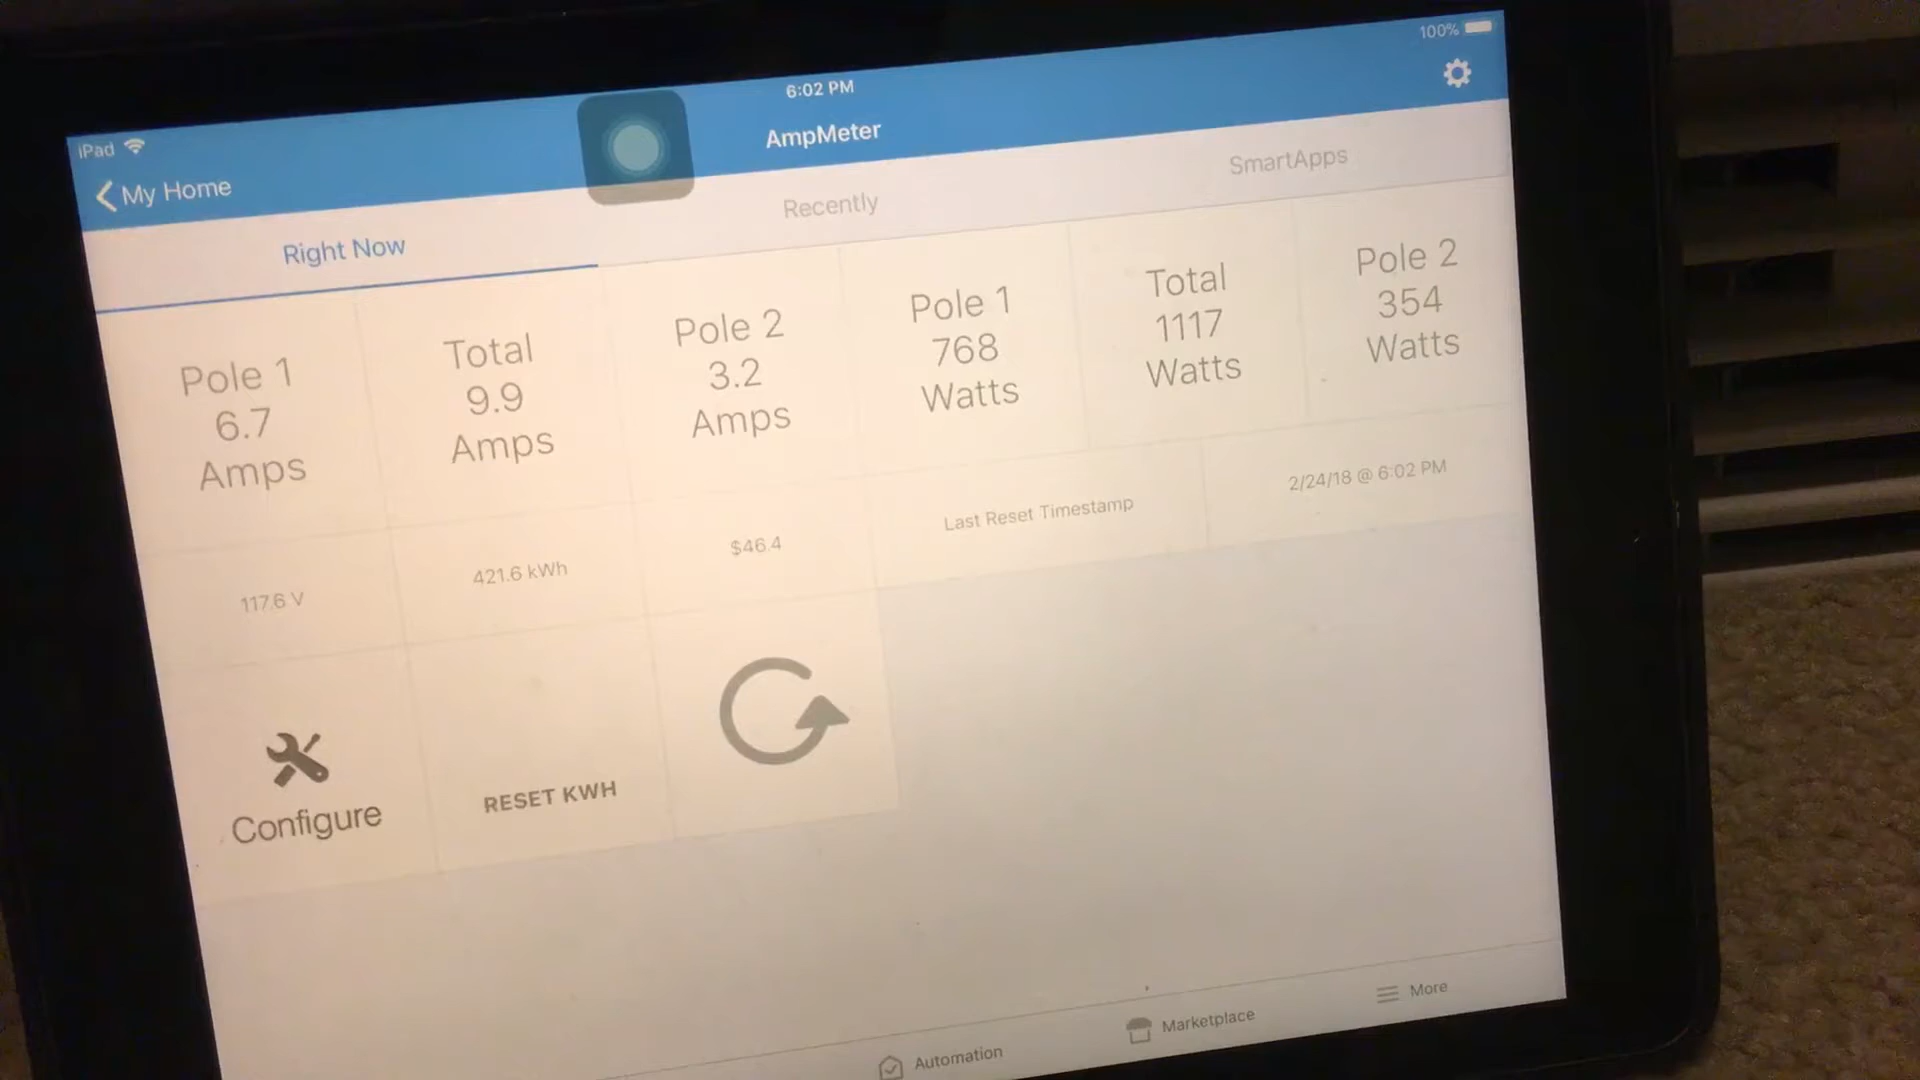 iPad
6:02 PM
100%
My Home
AmpMeter
Right Now
Recently
SmartApps
Pole 1
6.7
Amps
Total
9.9
Amps
Pole 2
3.2
Amps
Pole 1
768
Watts
Total
1117
Watts
Pole 2
354
Watts
117.6 V
421.6 kWh
$46.4
Last Reset Timestamp
2/24/18 @ 6:02 PM
Configure
RESET KWH
Automation
Marketplace
More